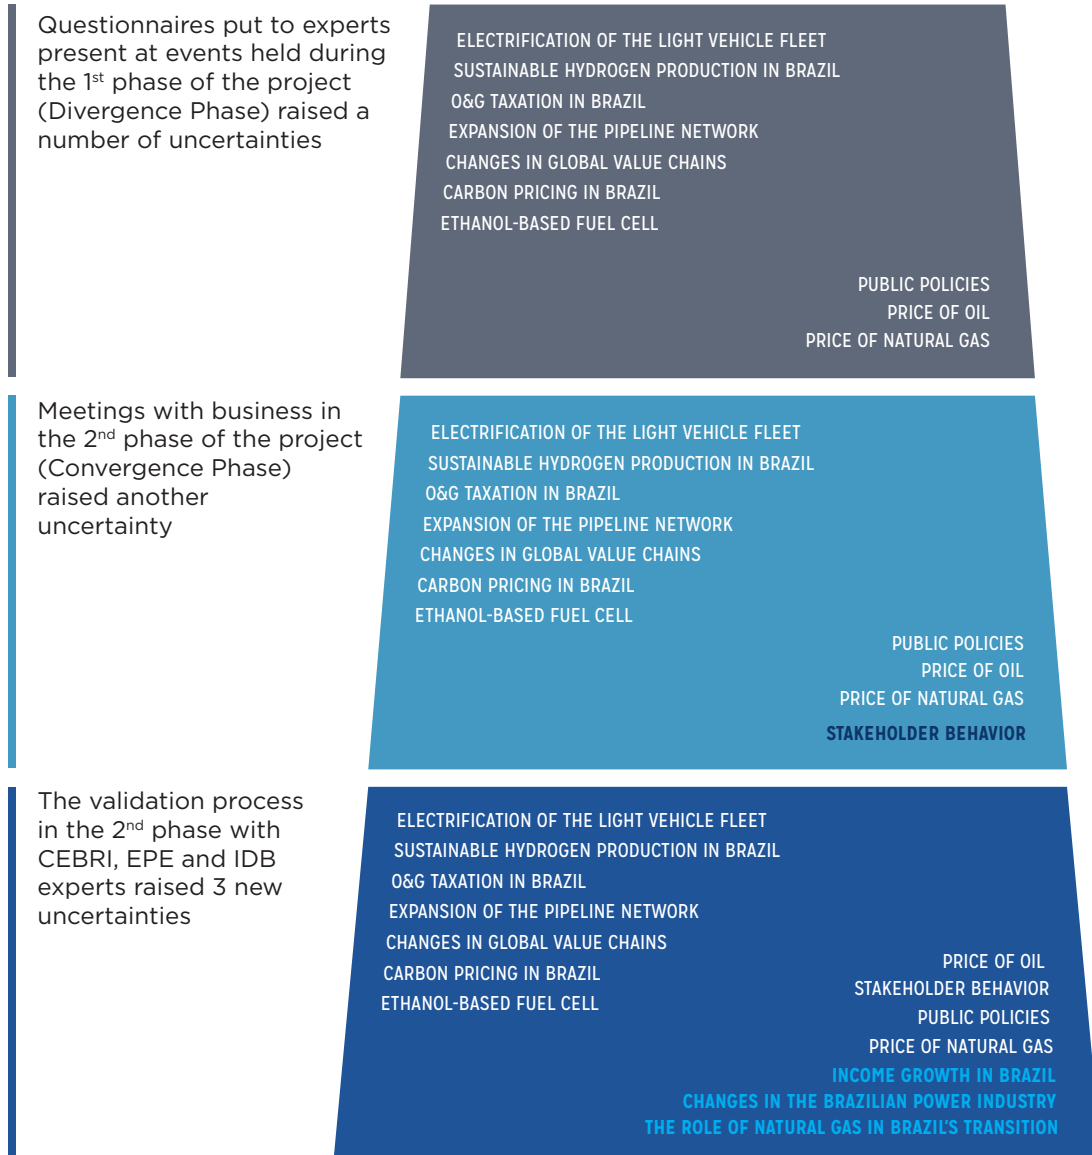 Questionnaires put to experts
present at events held during
the 1st phase of the project
(Divergence Phase) raised a
number of uncertainties
ELECTRIFICATION OF THE LIGHT VEHICLE FLEET
SUSTAINABLE HYDROGEN PRODUCTION IN BRAZIL
O&G TAXATION IN BRAZIL
EXPANSION OF THE PIPELINE NETWORK
CHANGES IN GLOBAL VALUE CHAINS
CARBON PRICING IN BRAZIL
ETHANOL-BASED FUEL CELL
PUBLIC POLICIES
PRICE OF OIL
PRICE OF NATURAL GAS
Meetings with business in
the 2nd phase of the project
(Convergence Phase)
raised another
uncertainty
ELECTRIFICATION OF THE LIGHT VEHICLE FLEET
SUSTAINABLE HYDROGEN PRODUCTION IN BRAZIL
O&G TAXATION IN BRAZIL
EXPANSION OF THE PIPELINE NETWORK
CHANGES IN GLOBAL VALUE CHAINS
CARBON PRICING IN BRAZIL
ETHANOL-BASED FUEL CELL
PUBLIC POLICIES
PRICE OF OIL
PRICE OF NATURAL GAS
STAKEHOLDER BEHAVIOR
The validation process
in the 2nd phase with
CEBRI, EPE and IDB
experts raised 3 new
uncertainties
ELECTRIFICATION OF THE LIGHT VEHICLE FLEET
SUSTAINABLE HYDROGEN PRODUCTION IN BRAZIL
O&G TAXATION IN BRAZIL
EXPANSION OF THE PIPELINE NETWORK
CHANGES IN GLOBAL VALUE CHAINS
CARBON PRICING IN BRAZIL
ETHANOL-BASED FUEL CELL
PRICE OF OIL
STAKEHOLDER BEHAVIOR
PUBLIC POLICIES
PRICE OF NATURAL GAS
INCOME GROWTH IN BRAZIL
CHANGES IN THE BRAZILIAN POWER INDUSTRY
THE ROLE OF NATURAL GAS IN BRAZIL'S TRANSITION